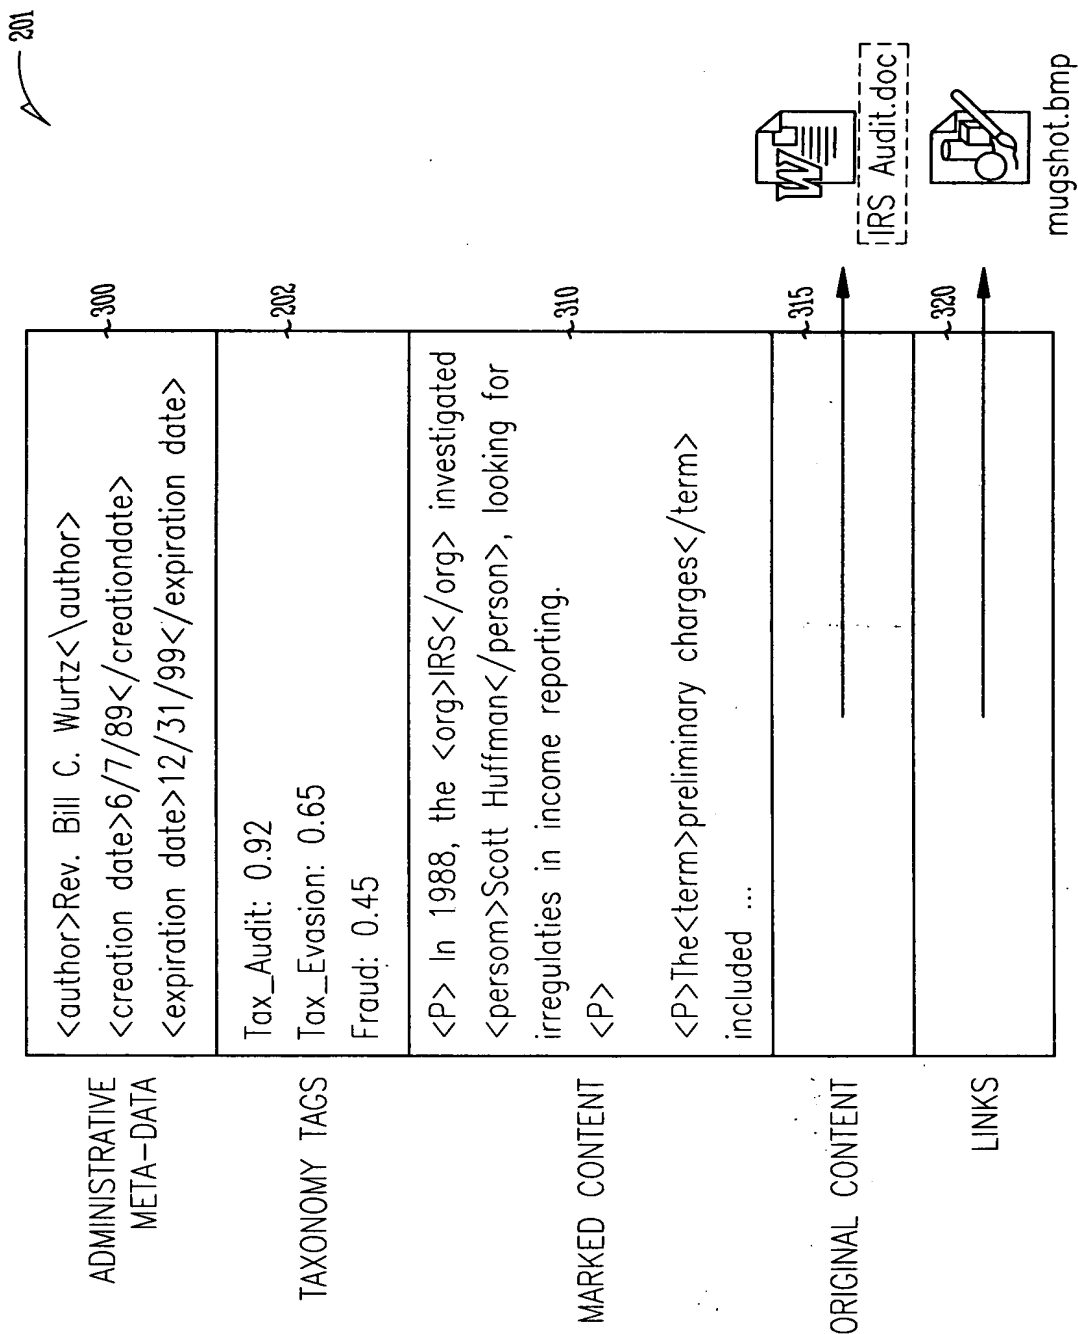 201
ADMINISTRATIVE
META-DATA
<author>Rev. Bill C. Wurtz<\author>
<creation date>6/7/89</creationdate>
<expiration date>12/31/99</expiration date>
300
TAXONOMY TAGS
Tax_Audit: 0.92
Tax_Evasion: 0.65
Fraud: 0.45
202
MARKED CONTENT
<P> In 1988, the <org>IRS</org> investigated
<persom>Scott Huffman</person>, looking for
irregulaties in income reporting.
<P>
<P>The<term>preliminary charges</term>
included ...
310
ORIGINAL CONTENT
315
W
IRS Audit.doc
LINKS
320
mugshot.bmp